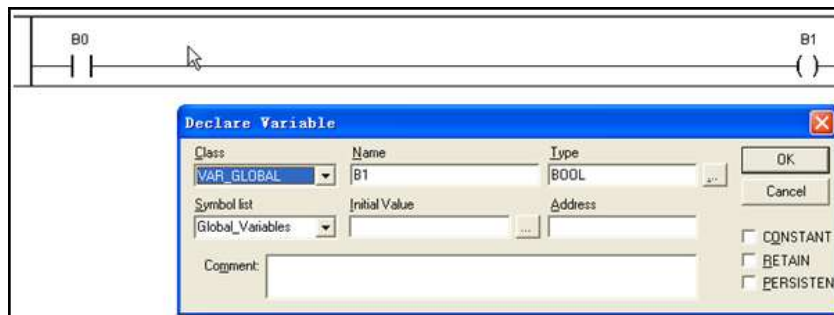 B0 B1
Declare Variable
Class Name Type
VAR_GLOBAL B1 BOOL ... OK
Cancel
Symbol list Initial Value Address
Global_Variables ...
CONSTANT
Comment: RETAIN
PERSISTEN